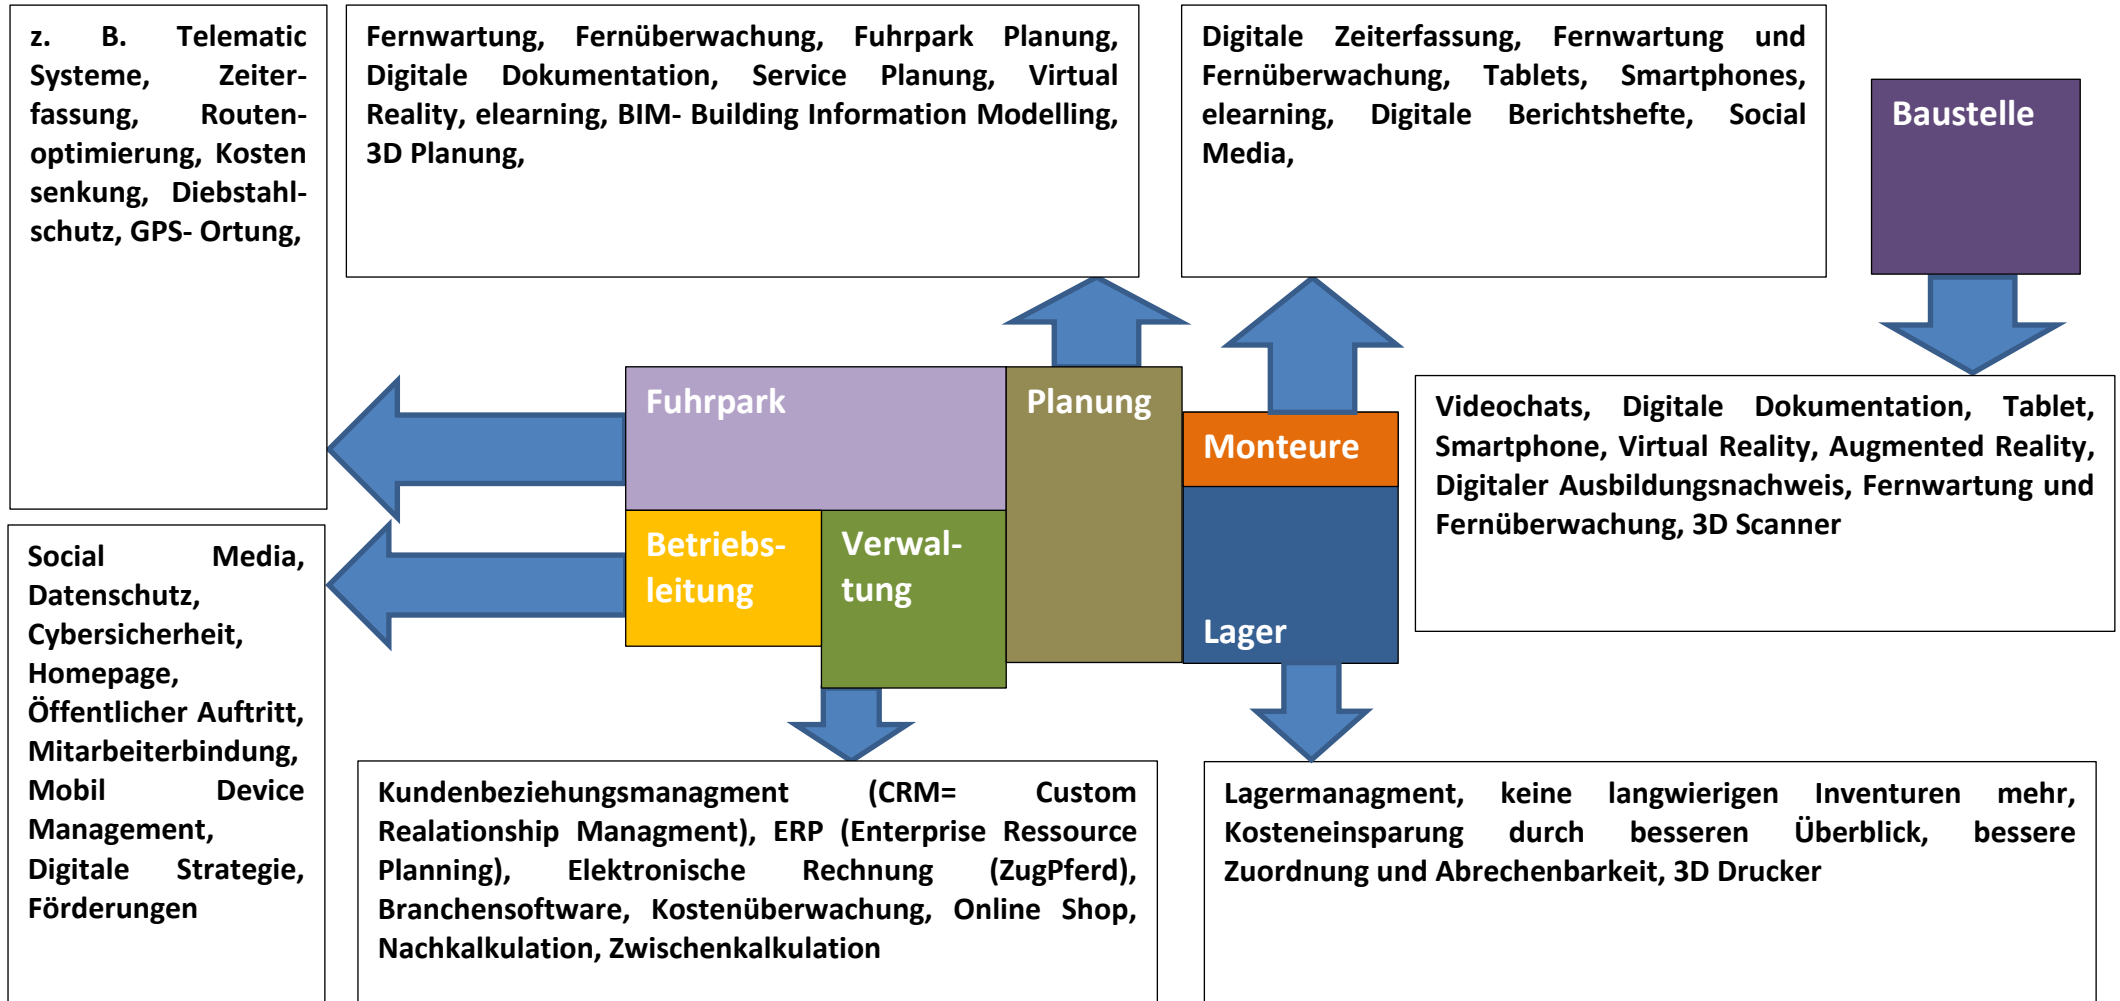 z. B. Telematic
Systeme, Zeiter-
fassung, Routen-
optimierung, Kosten
senkung, Diebstahl-
schutz, GPS- Ortung,
Fernwartung, Fernüberwachung, Fuhrpark Planung,
Digitale Dokumentation, Service Planung, Virtual
Reality, elearning, BIM- Building Information Modelling,
3D Planung,
Digitale Zeiterfassung, Fernwartung und
Fernüberwachung, Tablets, Smartphones,
elearning, Digitale Berichtshefte, Social
Media,
Baustelle
Fuhrpark
Planung
Monteure
Betriebs-
leitung
Verwal-
tung
Lager
Videochats, Digitale Dokumentation, Tablet,
Smartphone, Virtual Reality, Augmented Reality,
Digitaler Ausbildungsnachweis, Fernwartung und
Fernüberwachung, 3D Scanner
Social Media,
Datenschutz,
Cybersicherheit,
Homepage,
Öffentlicher Auftritt,
Mitarbeiterbindung,
Mobil Device
Management,
Digitale Strategie,
Förderungen
Kundenbeziehungsmanagment (CRM= Custom
Realationship Managment), ERP (Enterprise Ressource
Planning), Elektronische Rechnung (ZugPferd),
Branchensoftware, Kostenüberwachung, Online Shop,
Nachkalkulation, Zwischenkalkulation
Lagermanagment, keine langwierigen Inventuren mehr,
Kosteneinsparung durch besseren Überblick, bessere
Zuordnung und Abrechenbarkeit, 3D Drucker